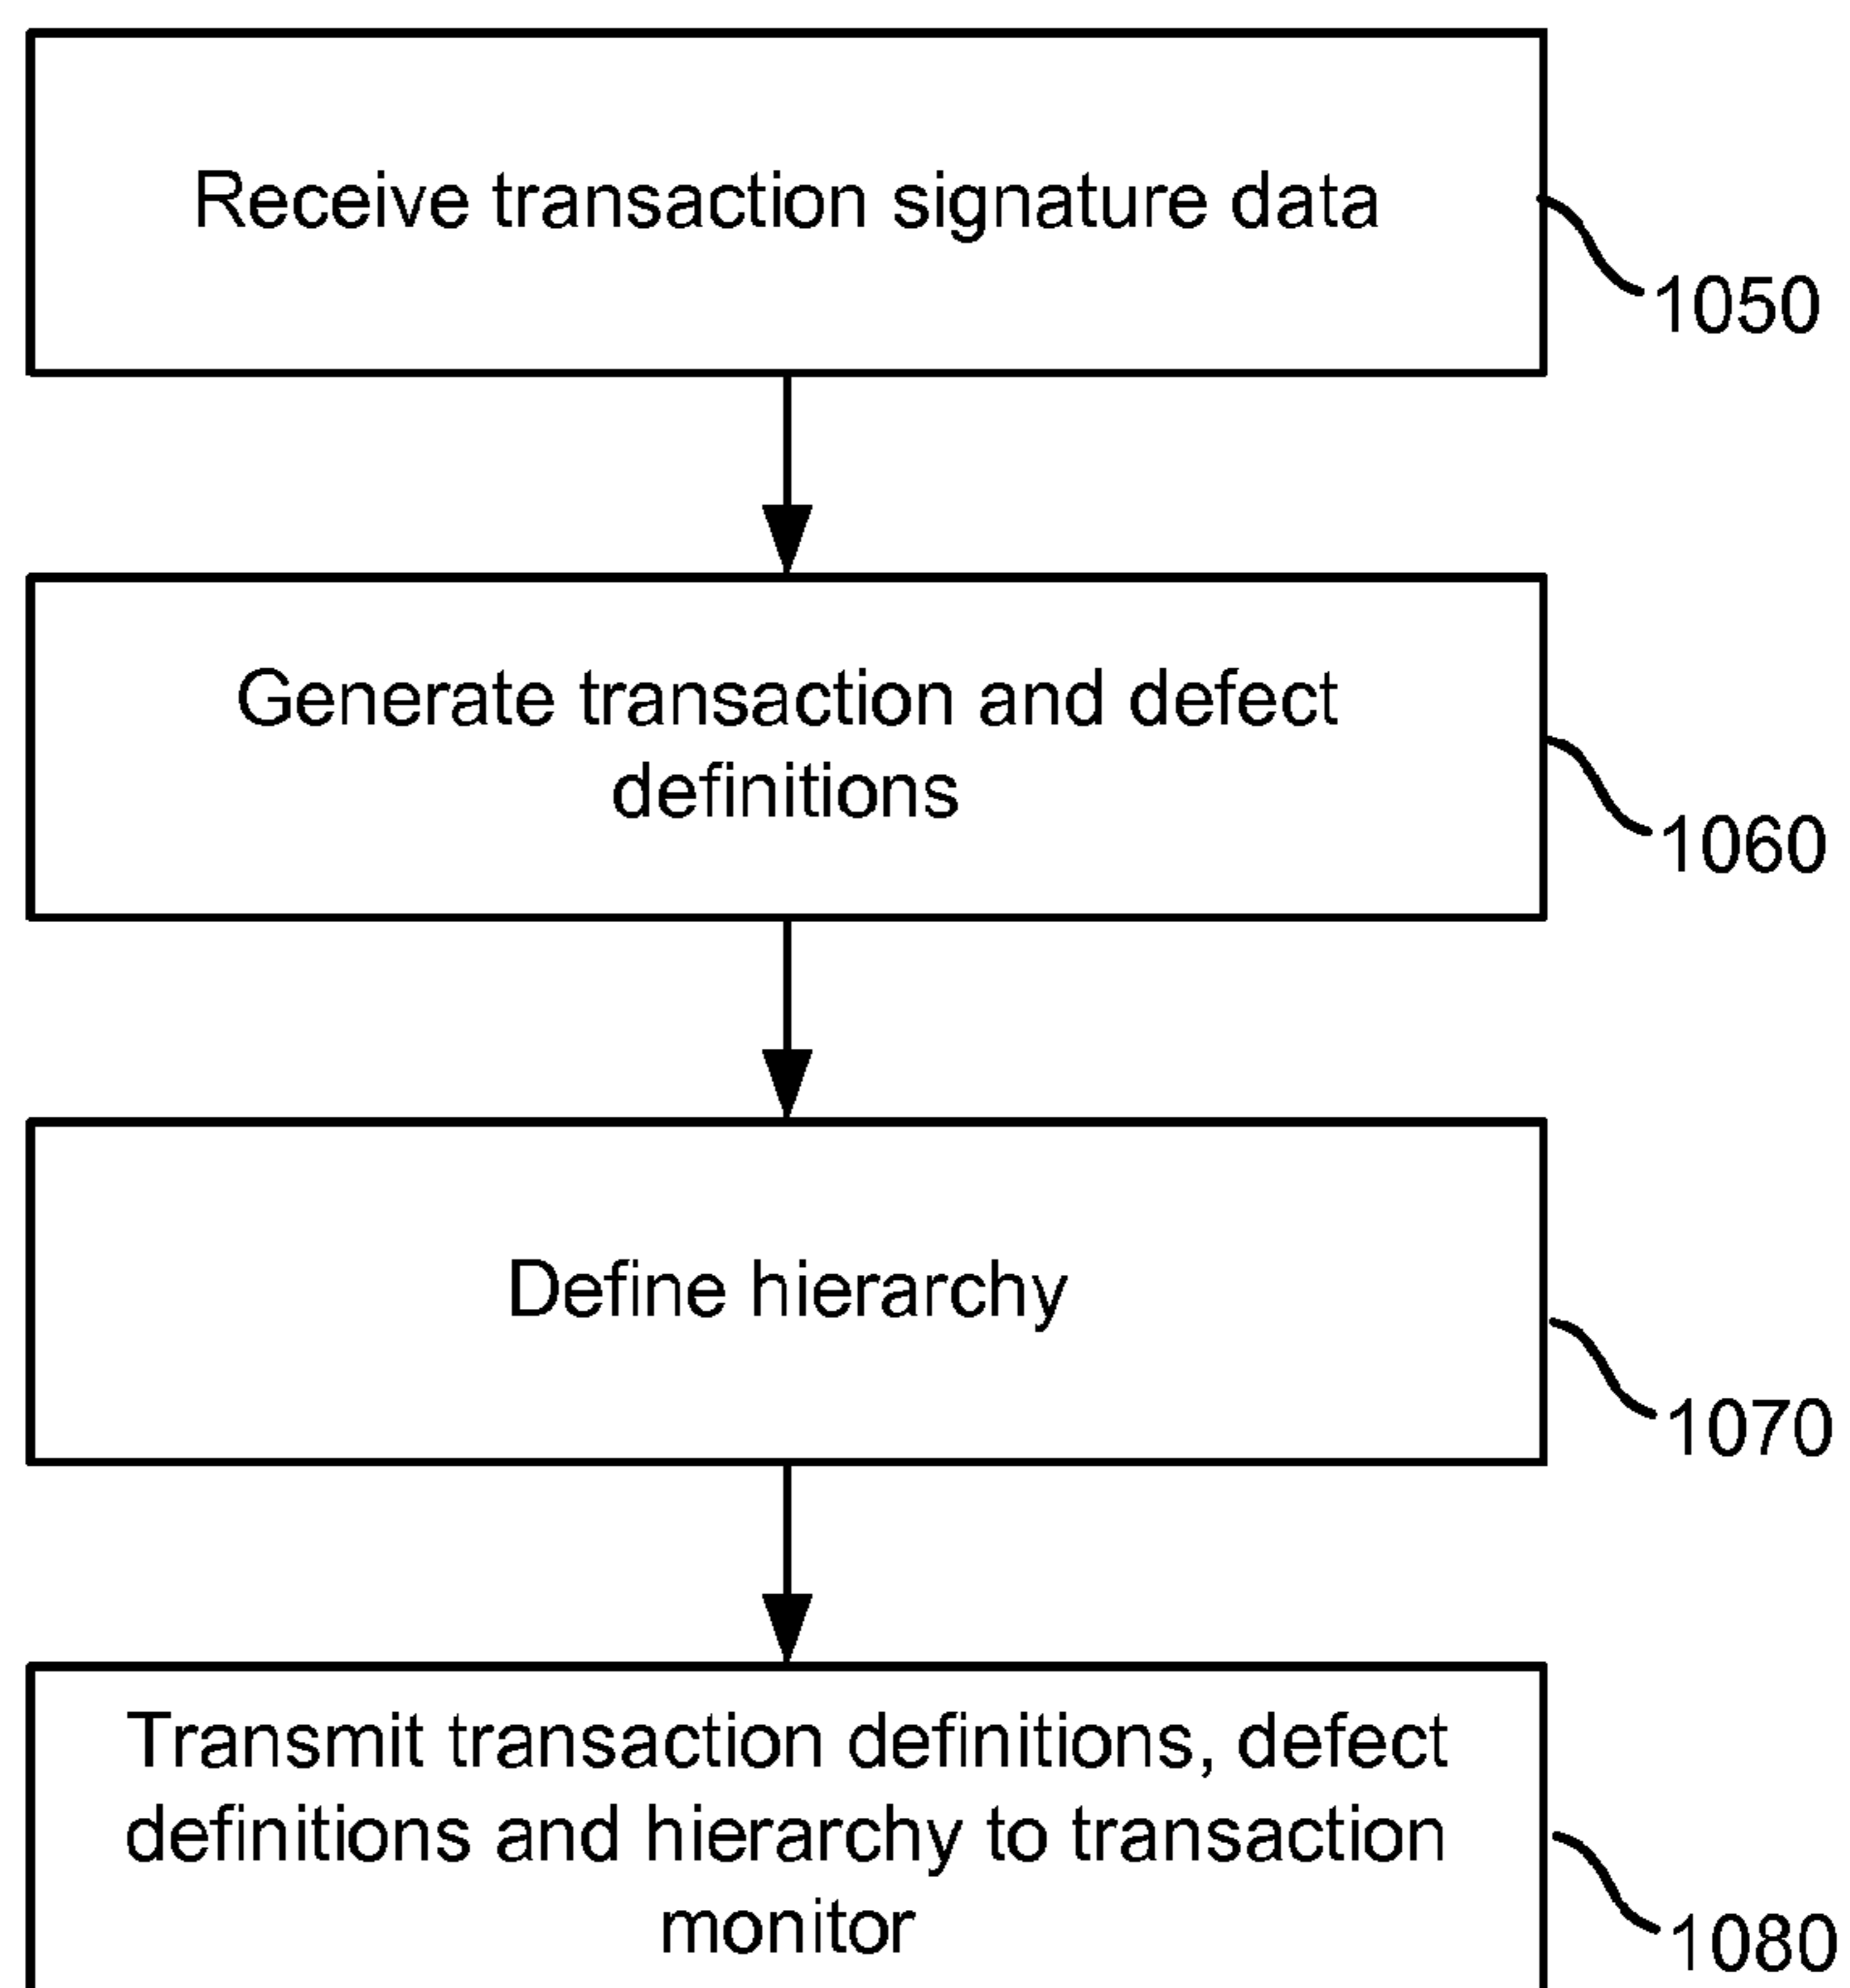 Receive transaction signature data
1050
Generate transaction and defect
definitions
1060
Define hierarchy
1070
Transmit transaction definitions, defect
definitions and hierarchy to transaction
monitor
1080